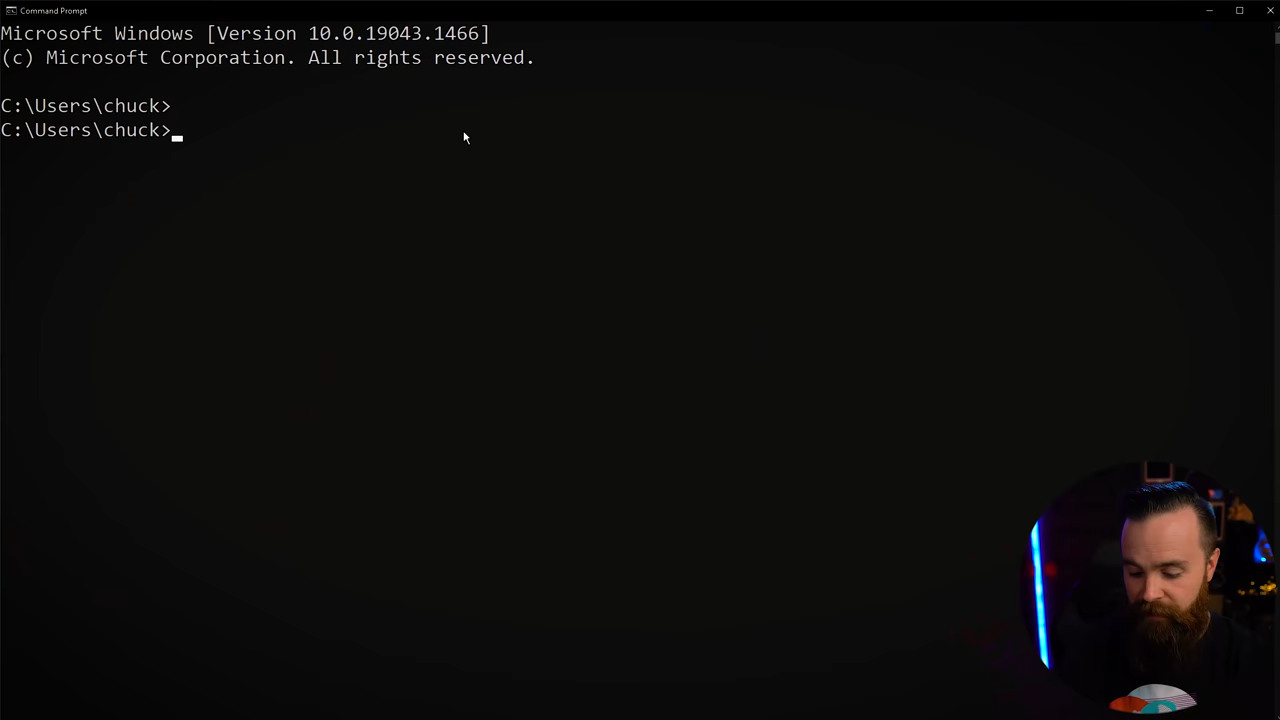 Command Prompt
Microsoft Windows [Version 10.0.19043.1466]
(c) Microsoft Corporation. All rights reserved.
C:\Users\chuck>
C:\Users\chuck>